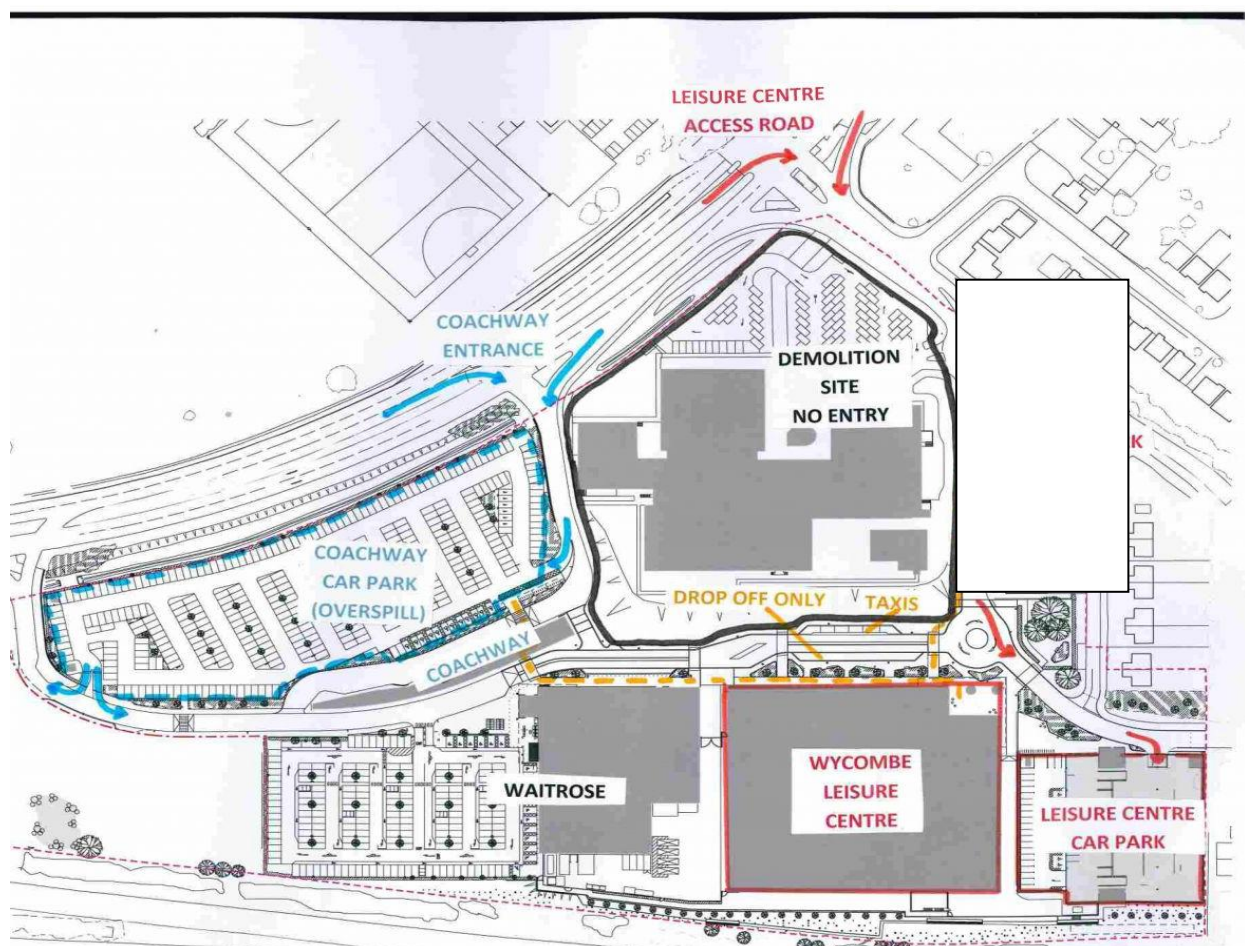 LEISURE CENTRE
ACCESS ROAD
COACHWAY
ENTRANCE
DEMOLITION
SITE
NO ENTRY
K
COACHWAY
CAR PARK
(OVERSPILL)
DROP OFF ONLY
TAXIS
COACHWAY
WAITROSE
WYCOMBE
LEISURE
CENTRE
LEISURE CENTRE
CAR PARK